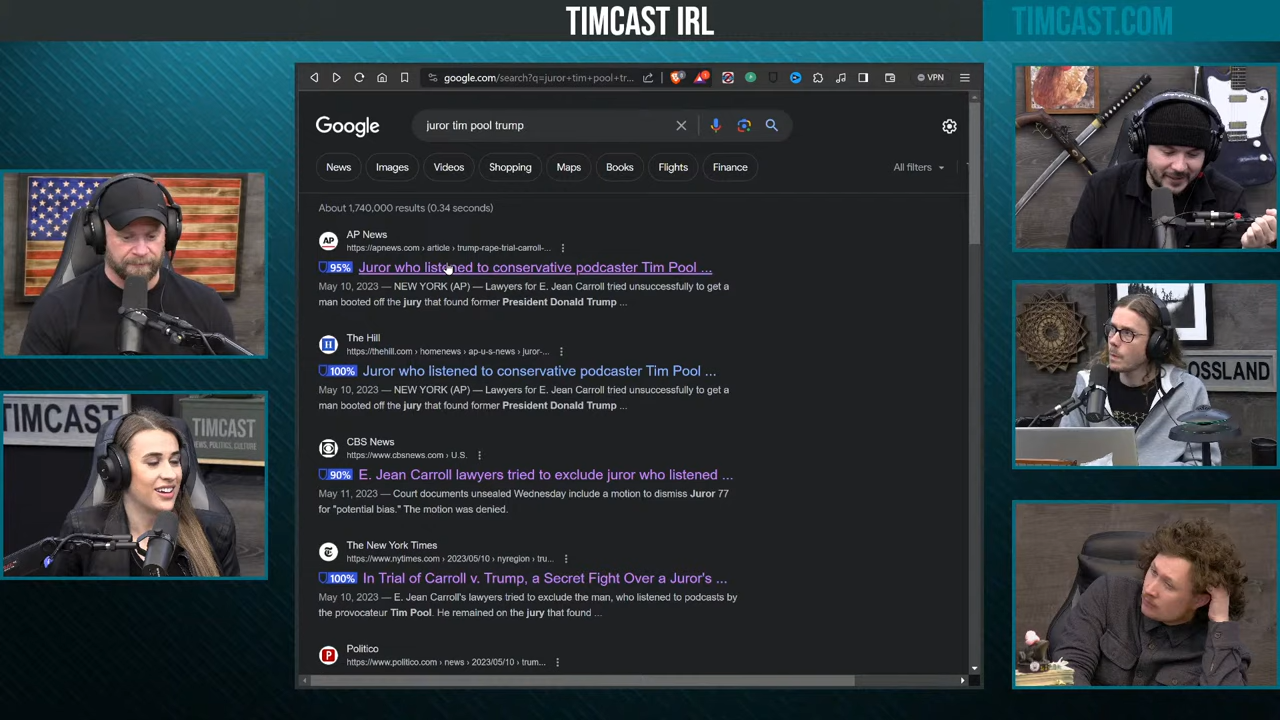 TIMCAST IRL
TIMCAST.COM
google.com/search?q=juror+tim+pool+tr...
VPN
Google
juror tim pool trump
News
Images
Videos
Shopping
Maps
Books
Flights
Finance
All filters
About 1,740,000 results (0.34 seconds)
AP
AP News
https://apnews.com › article › trump-rape-trial-carroll-...
95%
Juror who listened to conservative podcaster Tim Pool ...
May 10, 2023 — NEW YORK (AP) — Lawyers for E. Jean Carroll tried unsuccessfully to get a
man booted off the jury that found former President Donald Trump ...
H
The Hill
https://thehill.com › homenews › ap-u-s-news › juror-...
100%
Juror who listened to conservative podcaster Tim Pool ...
May 10, 2023 — NEW YORK (AP) — Lawyers for E. Jean Carroll tried unsuccessfully to get a
man booted off the jury that found former President Donald Trump ...
CBS News
https://www.cbsnews.com › U.S.
90%
E. Jean Carroll lawyers tried to exclude juror who listened ...
May 11, 2023 — Court documents unsealed Wednesday include a motion to dismiss Juror 77
for "potential bias." The motion was denied.
The New York Times
https://www.nytimes.com › 2023/05/10 › nyregion › tru...
100%
In Trial of Carroll v. Trump, a Secret Fight Over a Juror's ...
May 10, 2023 — E. Jean Carroll's lawyers tried to exclude the man, who listened to podcasts by
the provocateur Tim Pool. He remained on the jury that found ...
P
Politico
https://www.politico.com › news › 2023/05/10 › trum...
TIMCAST
TIMCAST
NEWS, POLITICS, CULTURE
OSSLAND